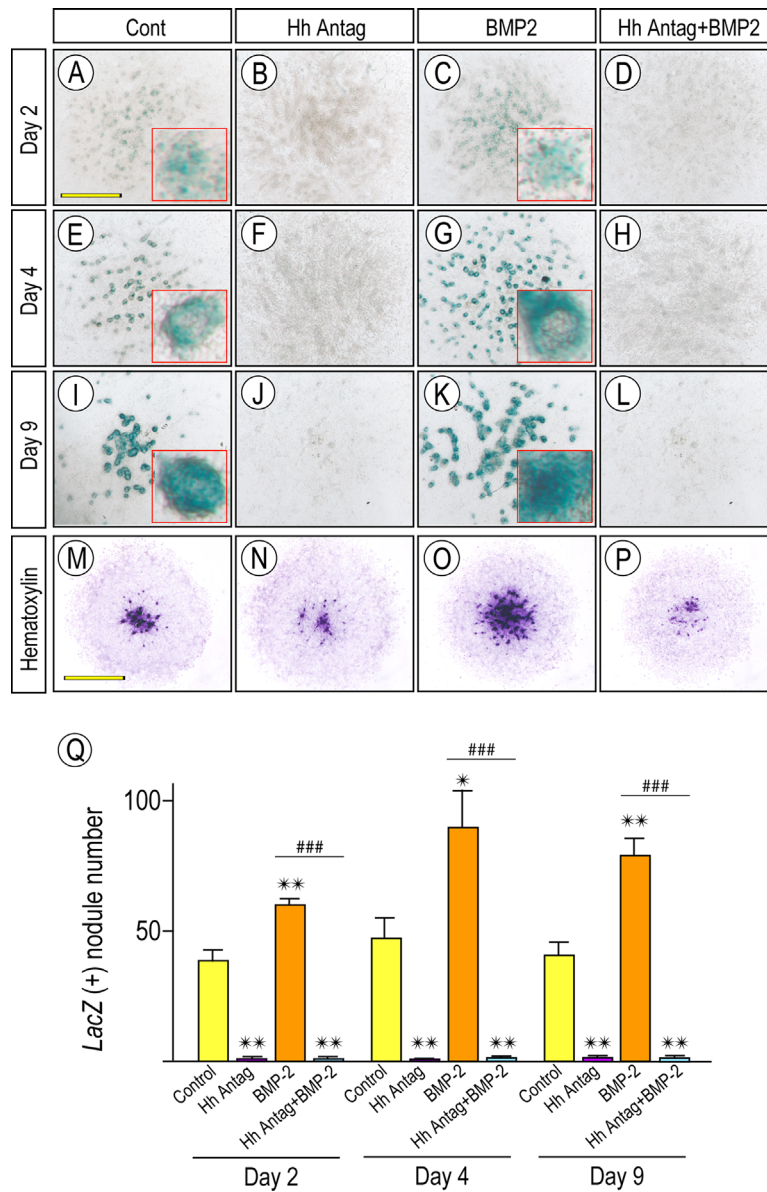 Cont Hh Antag BMP2 Hh Antag+BMP2
Day 2
A B C D
Day 4
E F G H
Day 9
I J K L
Hematoxylin
M N O P
Q
LacZ (+) nodule number
100
50
###
###
###
** ** **
** * **
** ** **
Control Hh Antag BMP-2 Hh Antag+BMP-2 Control Hh Antag BMP-2 Hh Antag+BMP-2 Control Hh Antag BMP-2 Hh Antag+BMP-2
Day 2 Day 4 Day 9